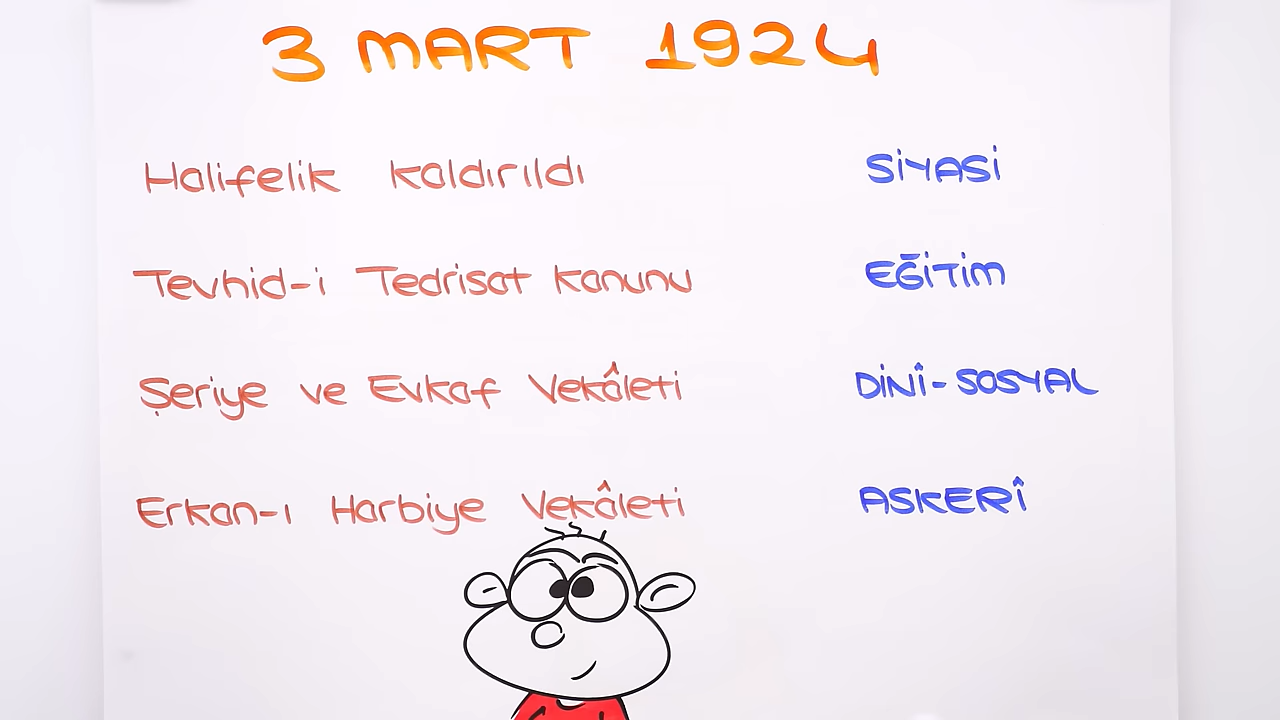 3 MART 1924
Halifelik kaldırıldı SİYASİ
Tevhid-i Tedrisat kanunu EĞİTİM
Şeriye ve Evkaf Vekâleti DİNÎ-SOSYAL
Erkan-ı Harbiye Vekâleti ASKERÎ